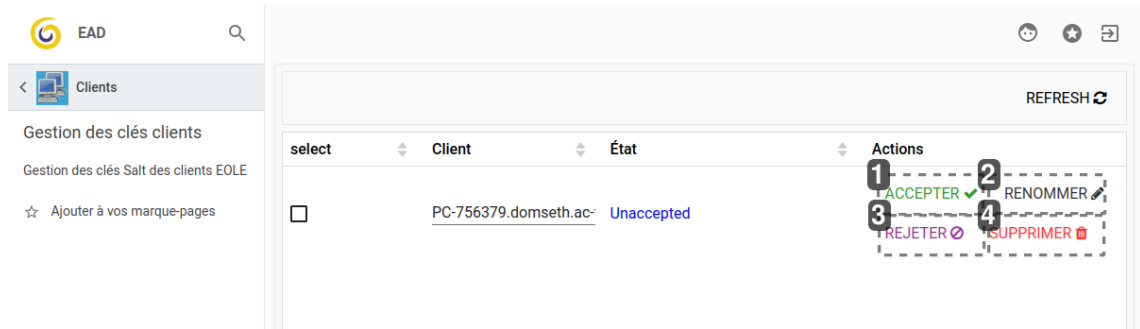 EAD
Clients
REFRESH
Gestion des clés clients
select Client État Actions
Gestion des clés Salt des clients EOLE
1 2
ACCEPTER RENOMMER
Ajouter à vos marque-pages
PC-756379.domseth.ac- Unaccepted
3 4
REJETER SUPPRIMER